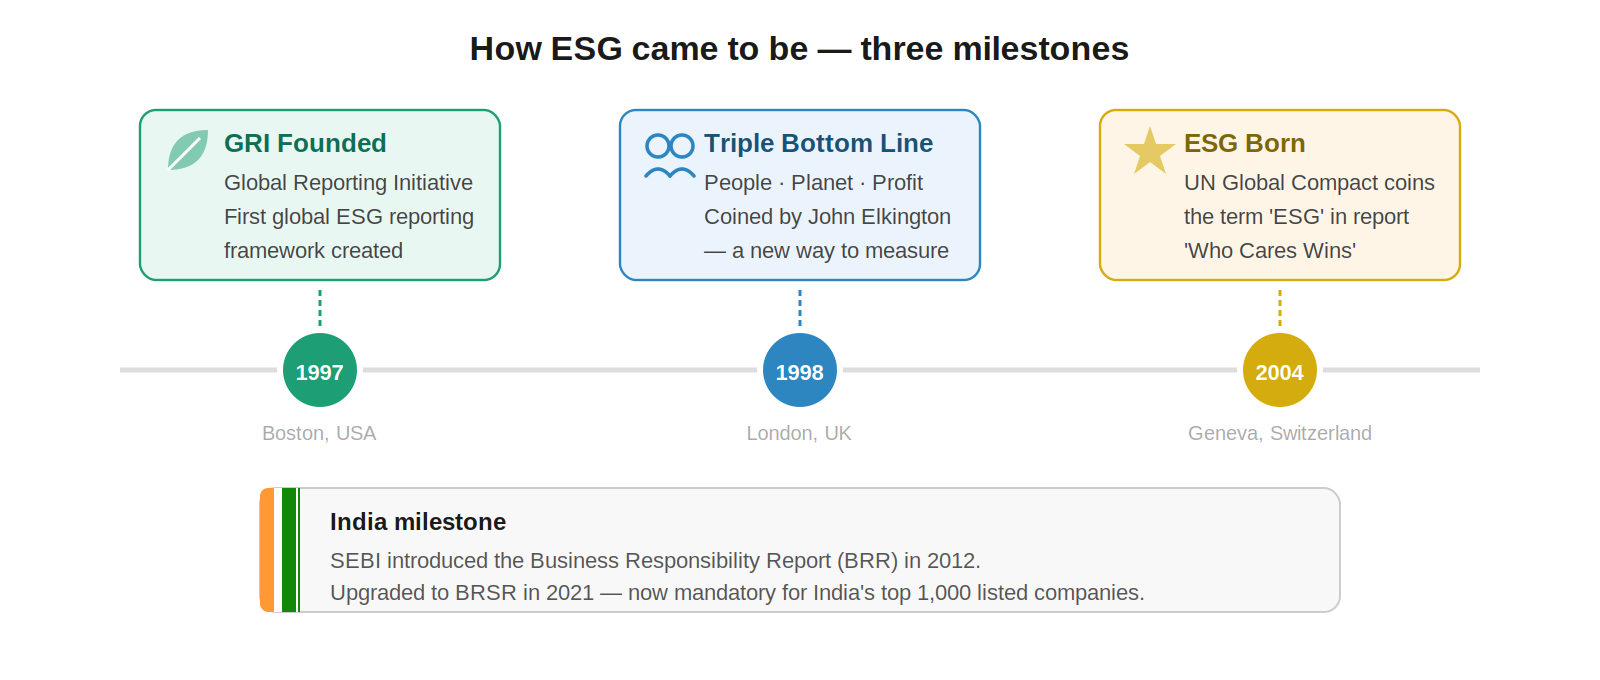 How ESG came to be — three milestones
GRI Founded
Global Reporting Initiative
First global ESG reporting
framework created
Triple Bottom Line
People · Planet · Profit
Coined by John Elkington
— a new way to measure
ESG Born
UN Global Compact coins
the term 'ESG' in report
'Who Cares Wins'
1997
1998
2004
Boston, USA
London, UK
Geneva, Switzerland
India milestone
SEBI introduced the Business Responsibility Report (BRR) in 2012.
Upgraded to BRSR in 2021 — now mandatory for India's top 1,000 listed companies.